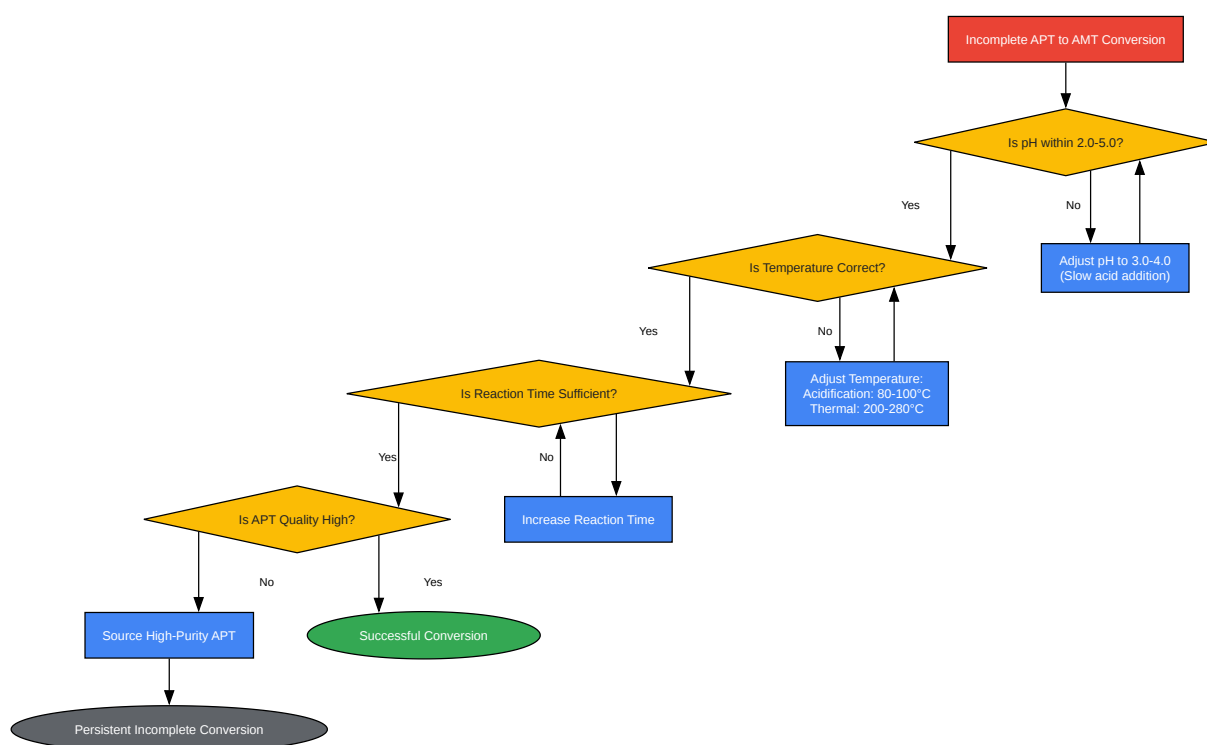 Incomplete APT to AMT Conversion
Is pH within 2.0-5.0?
Yes
No
Adjust pH to 3.0-4.0
(Slow acid addition)
Is Temperature Correct?
Yes
No
Adjust Temperature:
Acidification: 80-100°C
Thermal: 200-280°C
Is Reaction Time Sufficient?
Yes
No
Increase Reaction Time
Is APT Quality High?
No
Yes
Source High-Purity APT
Successful Conversion
Persistent Incomplete Conversion